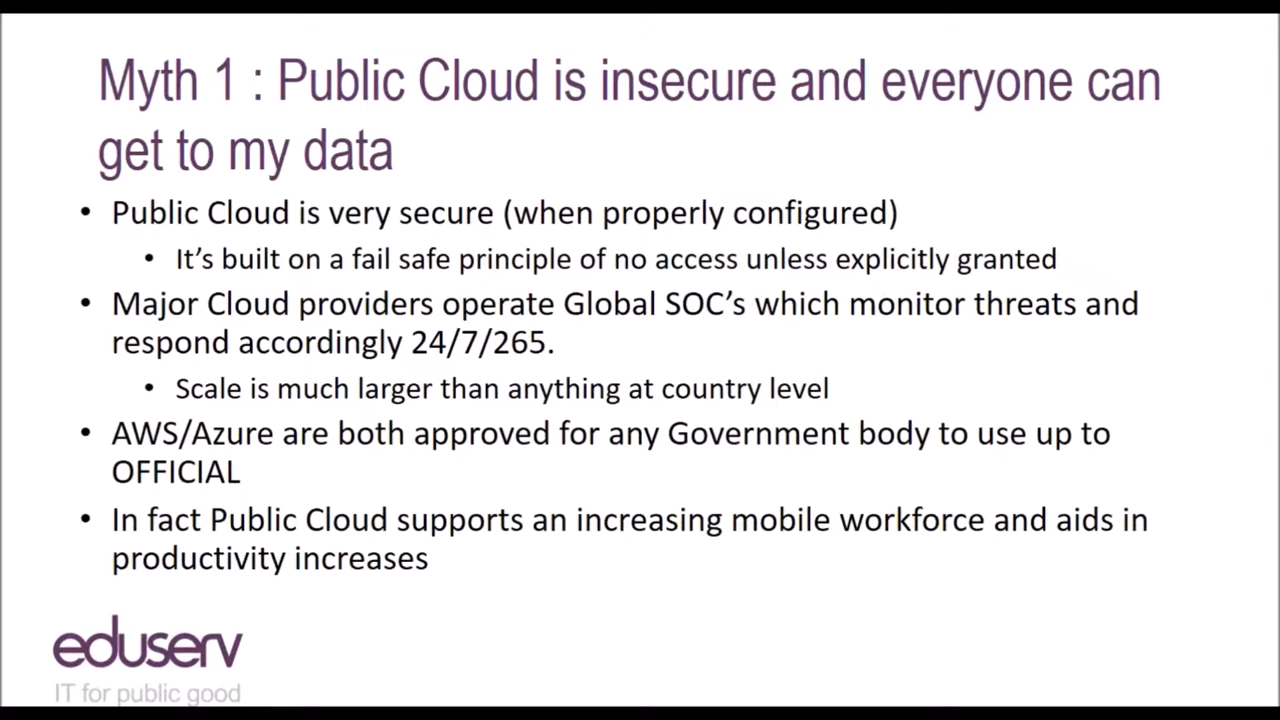 Myth 1 : Public Cloud is insecure and everyone can
get to my data
• Public Cloud is very secure (when properly configured)
• It’s built on a fail safe principle of no access unless explicitly granted
• Major Cloud providers operate Global SOC’s which monitor threats and
respond accordingly 24/7/265.
• Scale is much larger than anything at country level
• AWS/Azure are both approved for any Government body to use up to
OFFICIAL
• In fact Public Cloud supports an increasing mobile workforce and aids in
productivity increases
eduserv
IT for public good